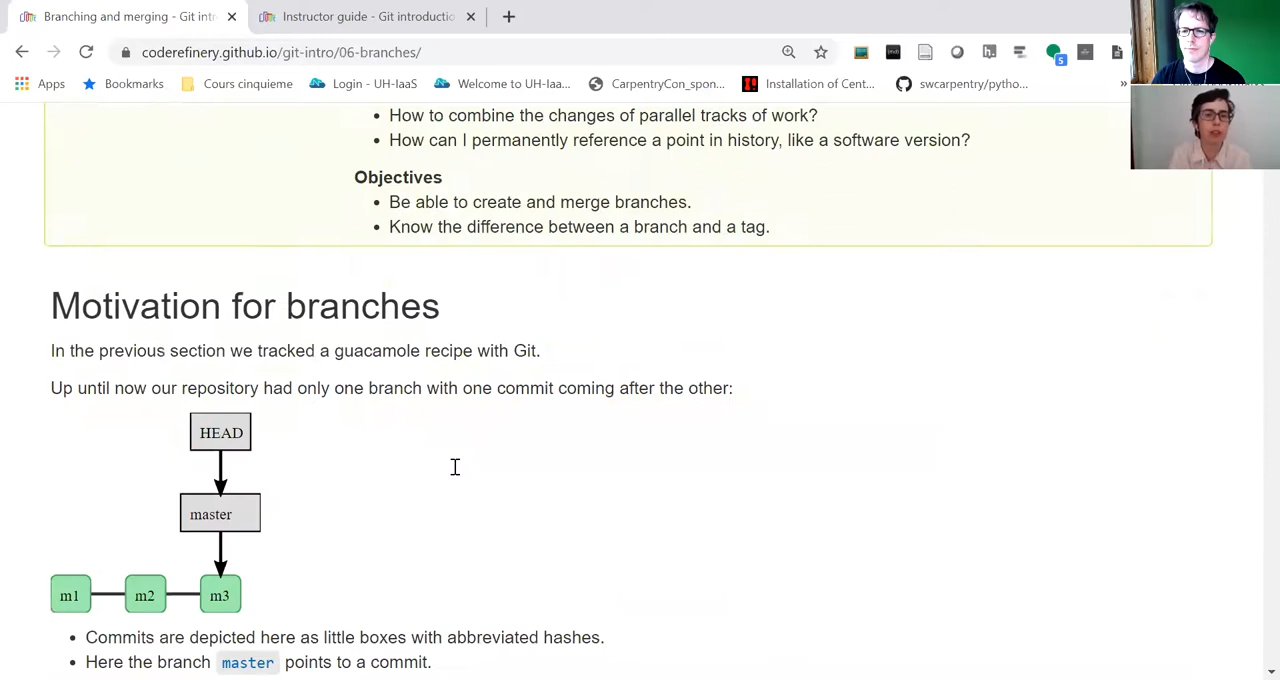 Branching and merging - Git intr
Instructor guide - Git introductio
coderefinery.github.io/git-intro/06-branches/
5
Apps
Bookmarks
Cours cinquieme
Login - UH-IaaS
Welcome to UH-Iaa...
CarpentryCon_spon...
Installation of Cent...
swcarpentry/pytho...
»
How to combine the changes of parallel tracks of work?
How can I permanently reference a point in history, like a software version?
Objectives
Be able to create and merge branches.
Know the difference between a branch and a tag.
Motivation for branches
In the previous section we tracked a guacamole recipe with Git.
Up until now our repository had only one branch with one commit coming after the other:
HEAD
master
m1 m2 m3
Commits are depicted here as little boxes with abbreviated hashes.
Here the branch master points to a commit.